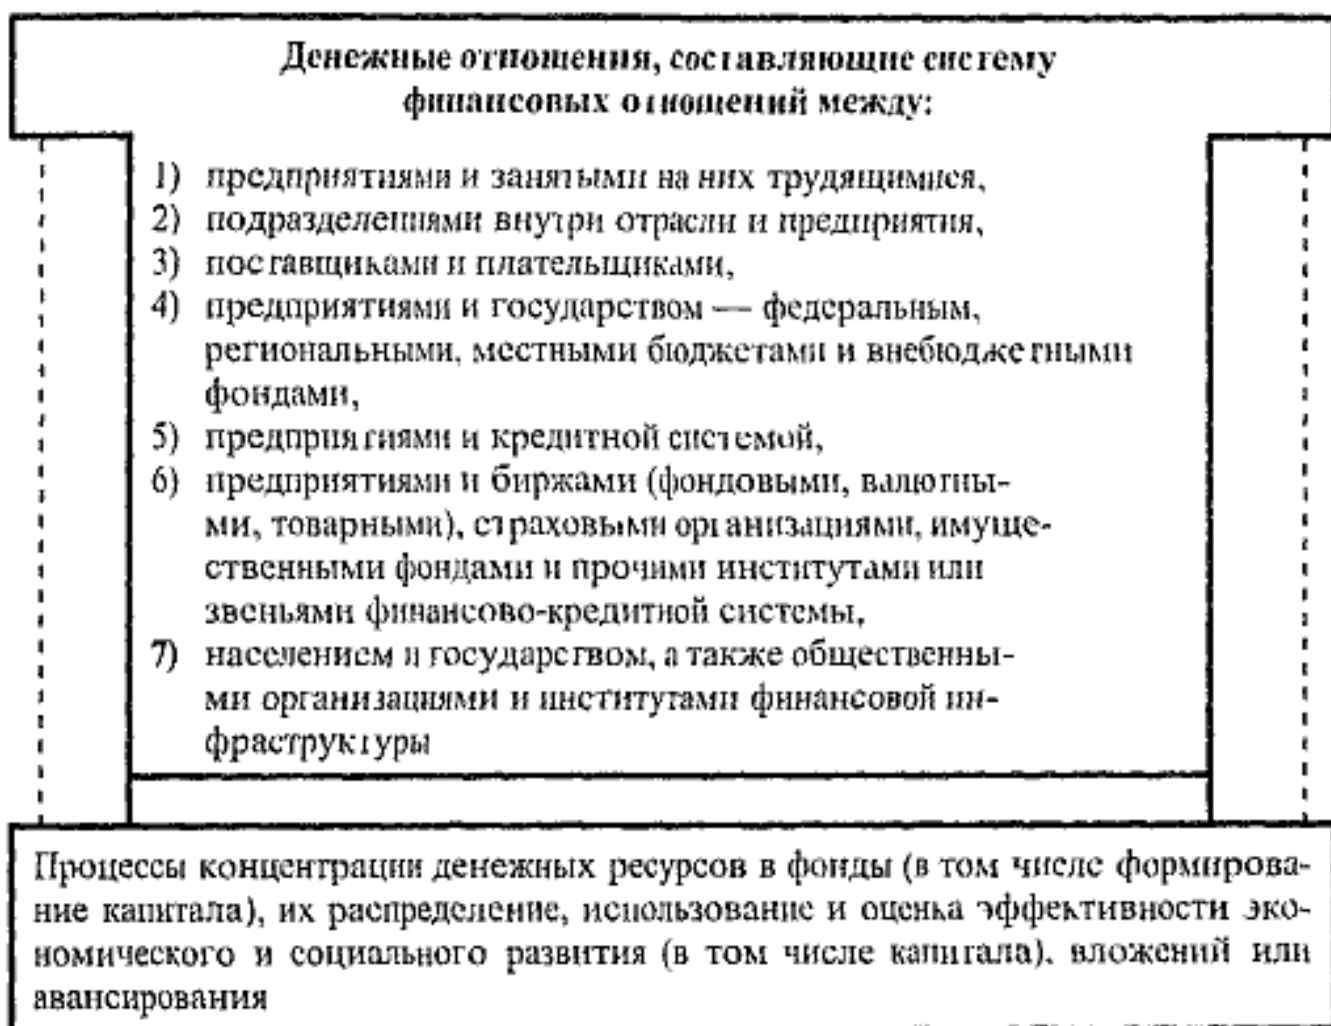 Денежные отношения, составляющие систему
финансовых отношений между:
1) предприятиями и занятыми на них трудящимися,
2) подразделениями внутри отрасли и предприятия,
3) поставщиками и плательщиками,
4) предприятиями и государством — федеральным,
региональными, местными бюджетами и внебюджетными
фондами,
5) предприятиями и кредитной системой,
6) предприятиями и биржами (фондовыми, валютны-
ми, товарными), страховыми организациями, имуще-
ственными фондами и прочими институтами или
звеньями финансово-кредитной системы,
7) населением и государством, а также общественны-
ми организациями и институтами финансовой ин-
фраструктуры
Процессы концентрации денежных ресурсов в фонды (в том числе формирова-
ние капитала), их распределение, использование и оценка эффективности эко-
номического и социального развития (в том числе капитала), вложений или
авансирования